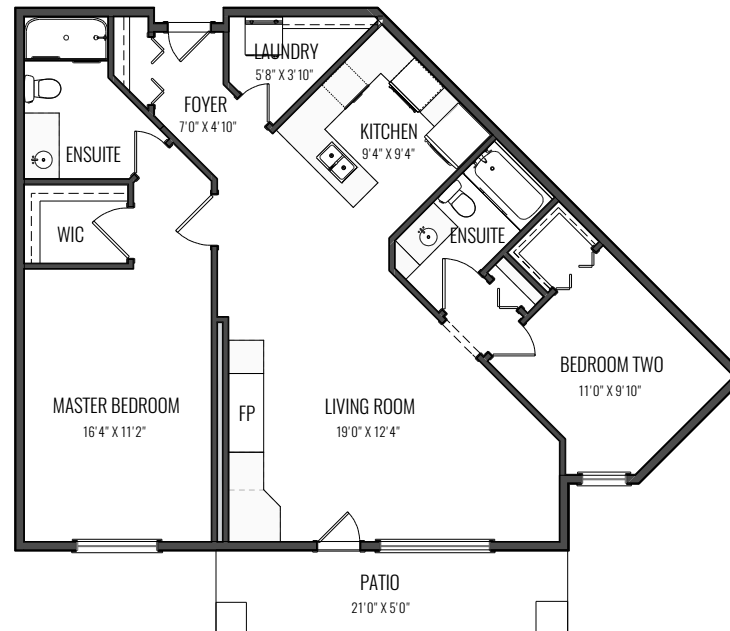 LAUNDRY
5'8" X 3'10"
FOYER
7'0" X 4'10"
KITCHEN
9'4" X 9'4"
ENSUITE
WIC
ENSUITE
BEDROOM TWO
11'0" X 9'10"
MASTER BEDROOM
16'4" X 11'2"
FP
LIVING ROOM
19'0" X 12'4"
PATIO
21'0" X 5'0"